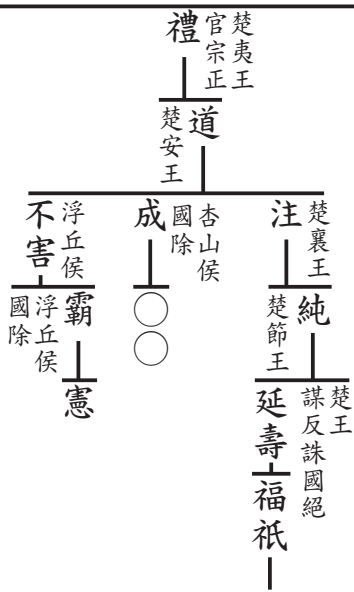 禮
楚夷王
官宗正
道
楚安王
注
楚襄王
純
楚節王
延壽
楚王
謀反誅國絕
福祇
成
杏山侯
國除
〇〇
不害
浮丘侯
霸
浮丘侯
國除
憲